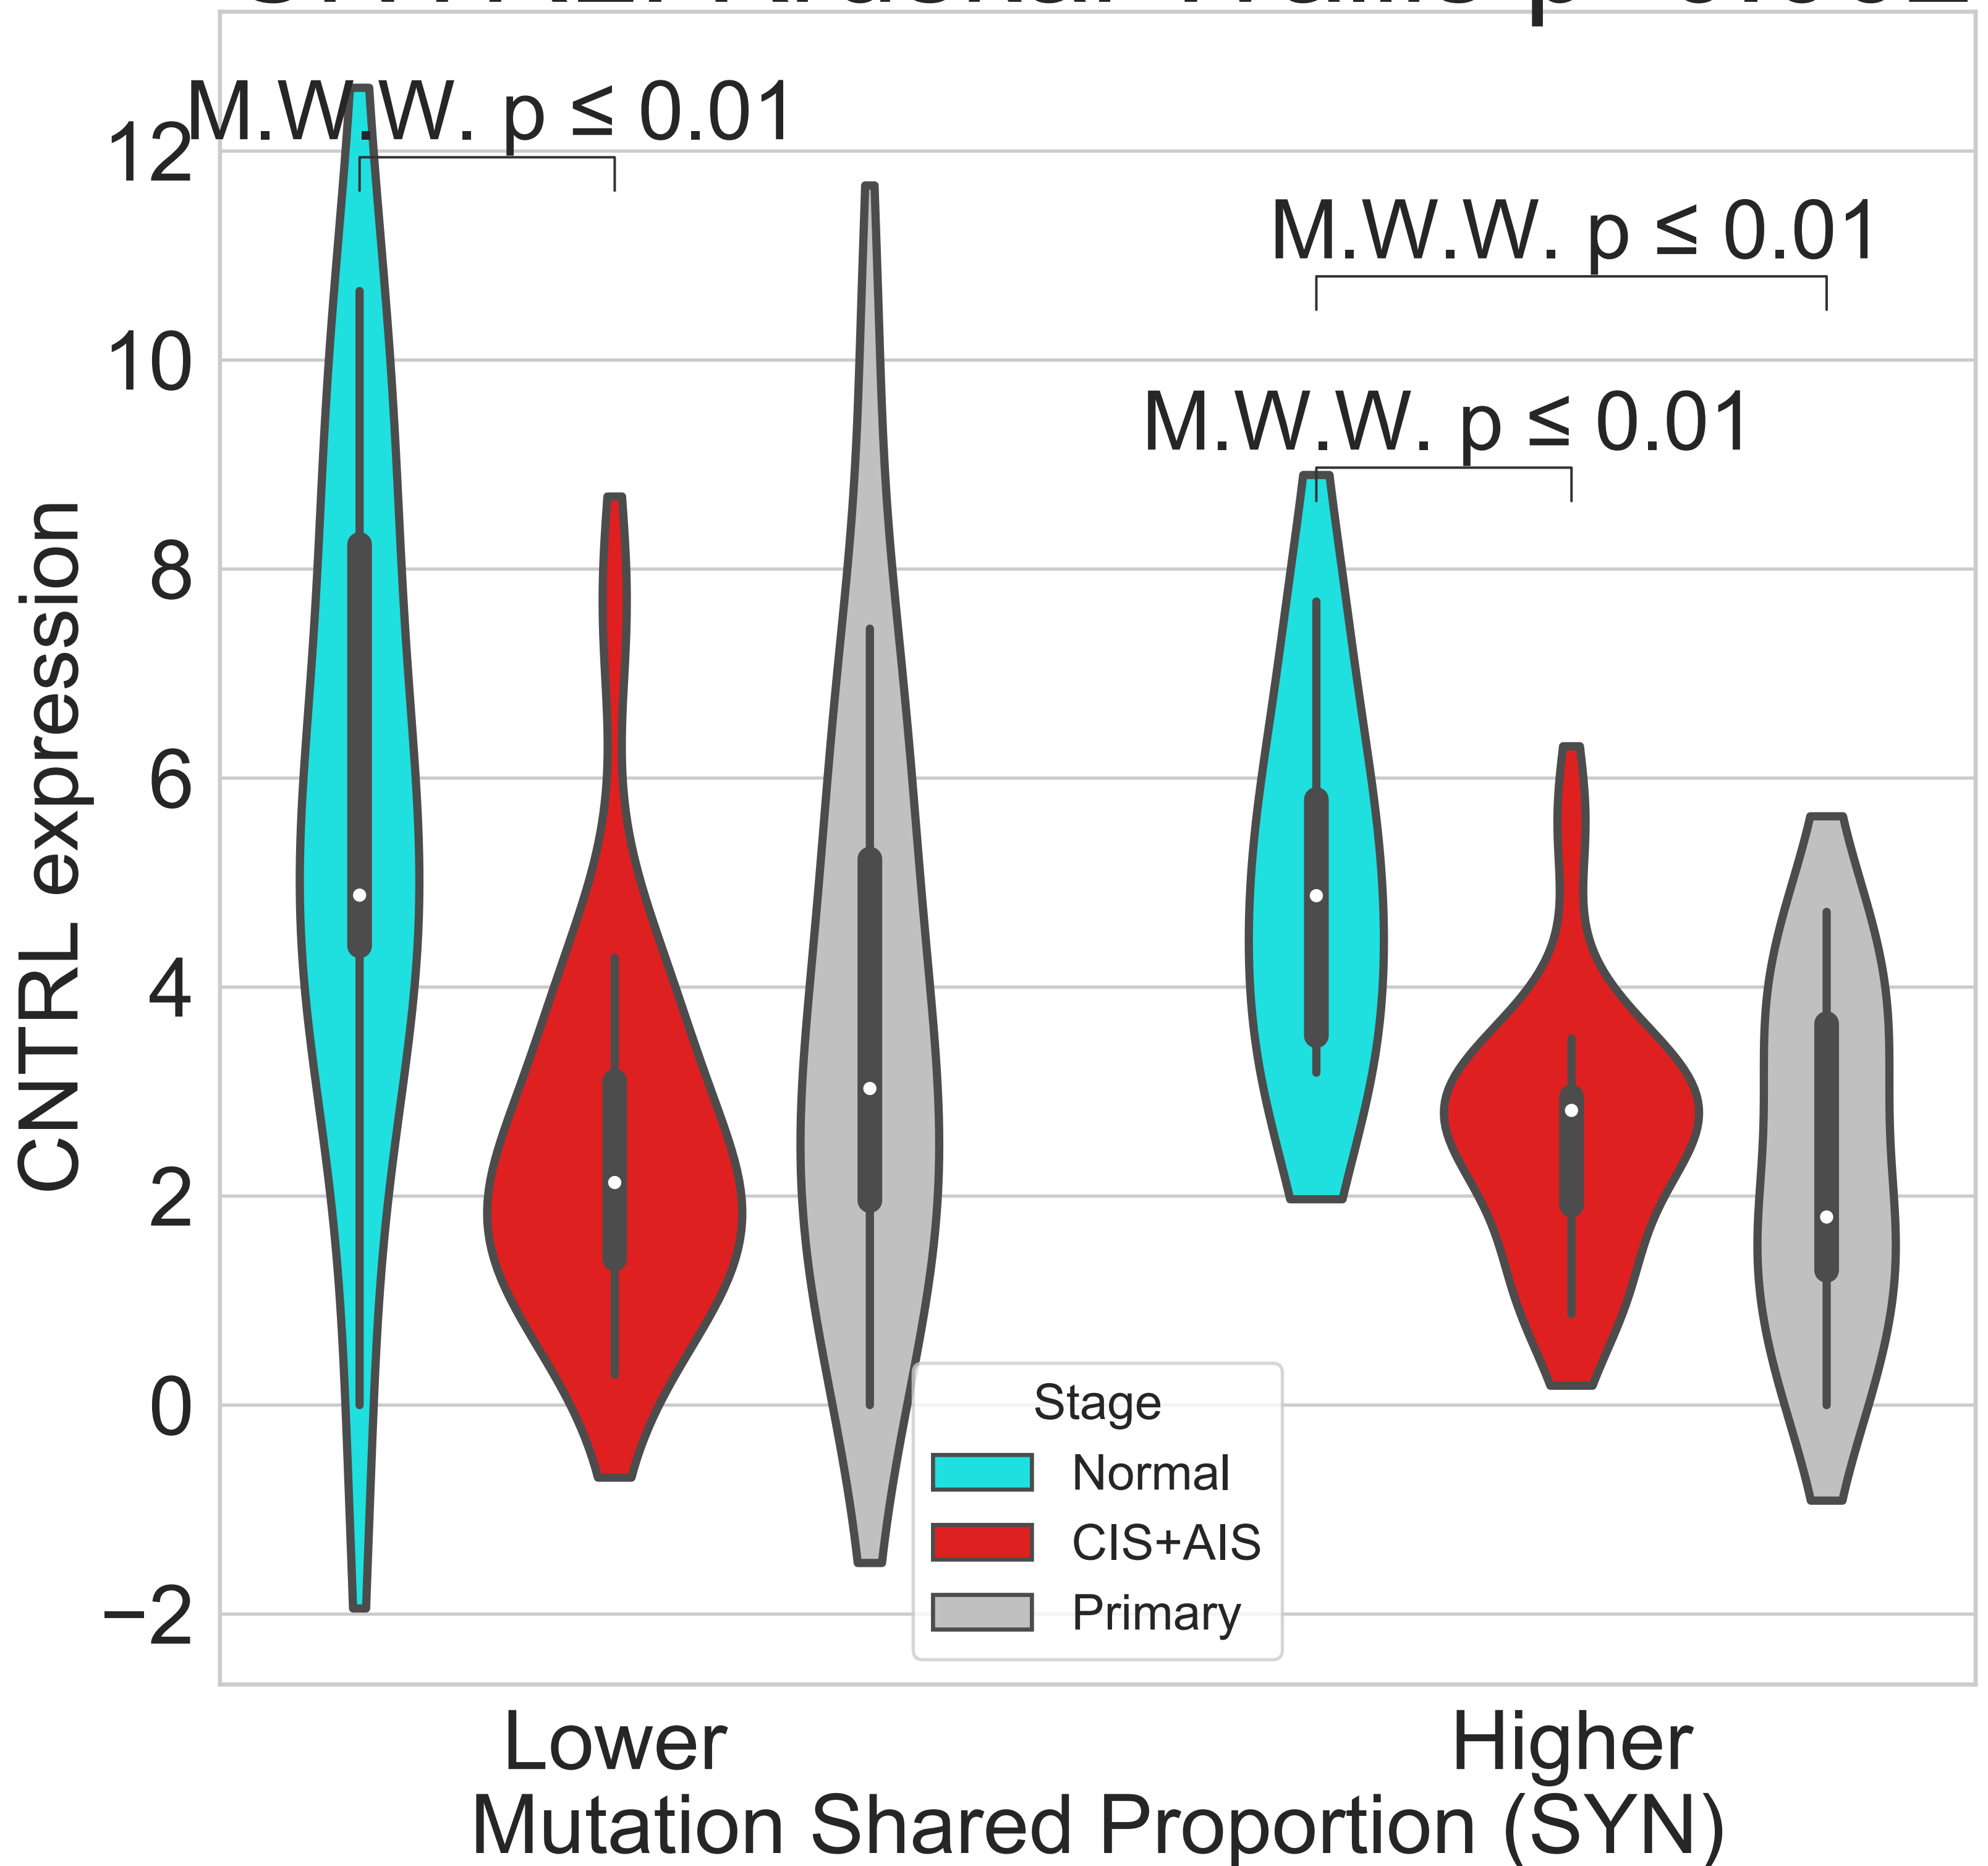 M.W.W. p ≤ 0.01
M.W.W. p ≤ 0.01
M.W.W. p ≤ 0.01
12
10
8
6
4
2
0
−2
CNTRL expression
Stage
Normal
CIS+AIS
Primary
Lower
Higher
Mutation Shared Proportion (SYN)